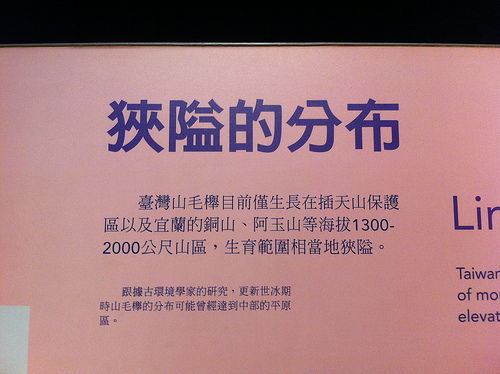 狹隘的分布
臺灣山毛櫸目前僅生長在插天山保護
區以及宜蘭的銅山、阿玉山等海拔1300-
2000公尺山區，生育範圍相當地狹隘。
跟據古環境學家的研究，更新世冰期
時山毛櫸的分布可能曾經達到中部的平原
區。
Lir
Taiwar
of mo
elevat